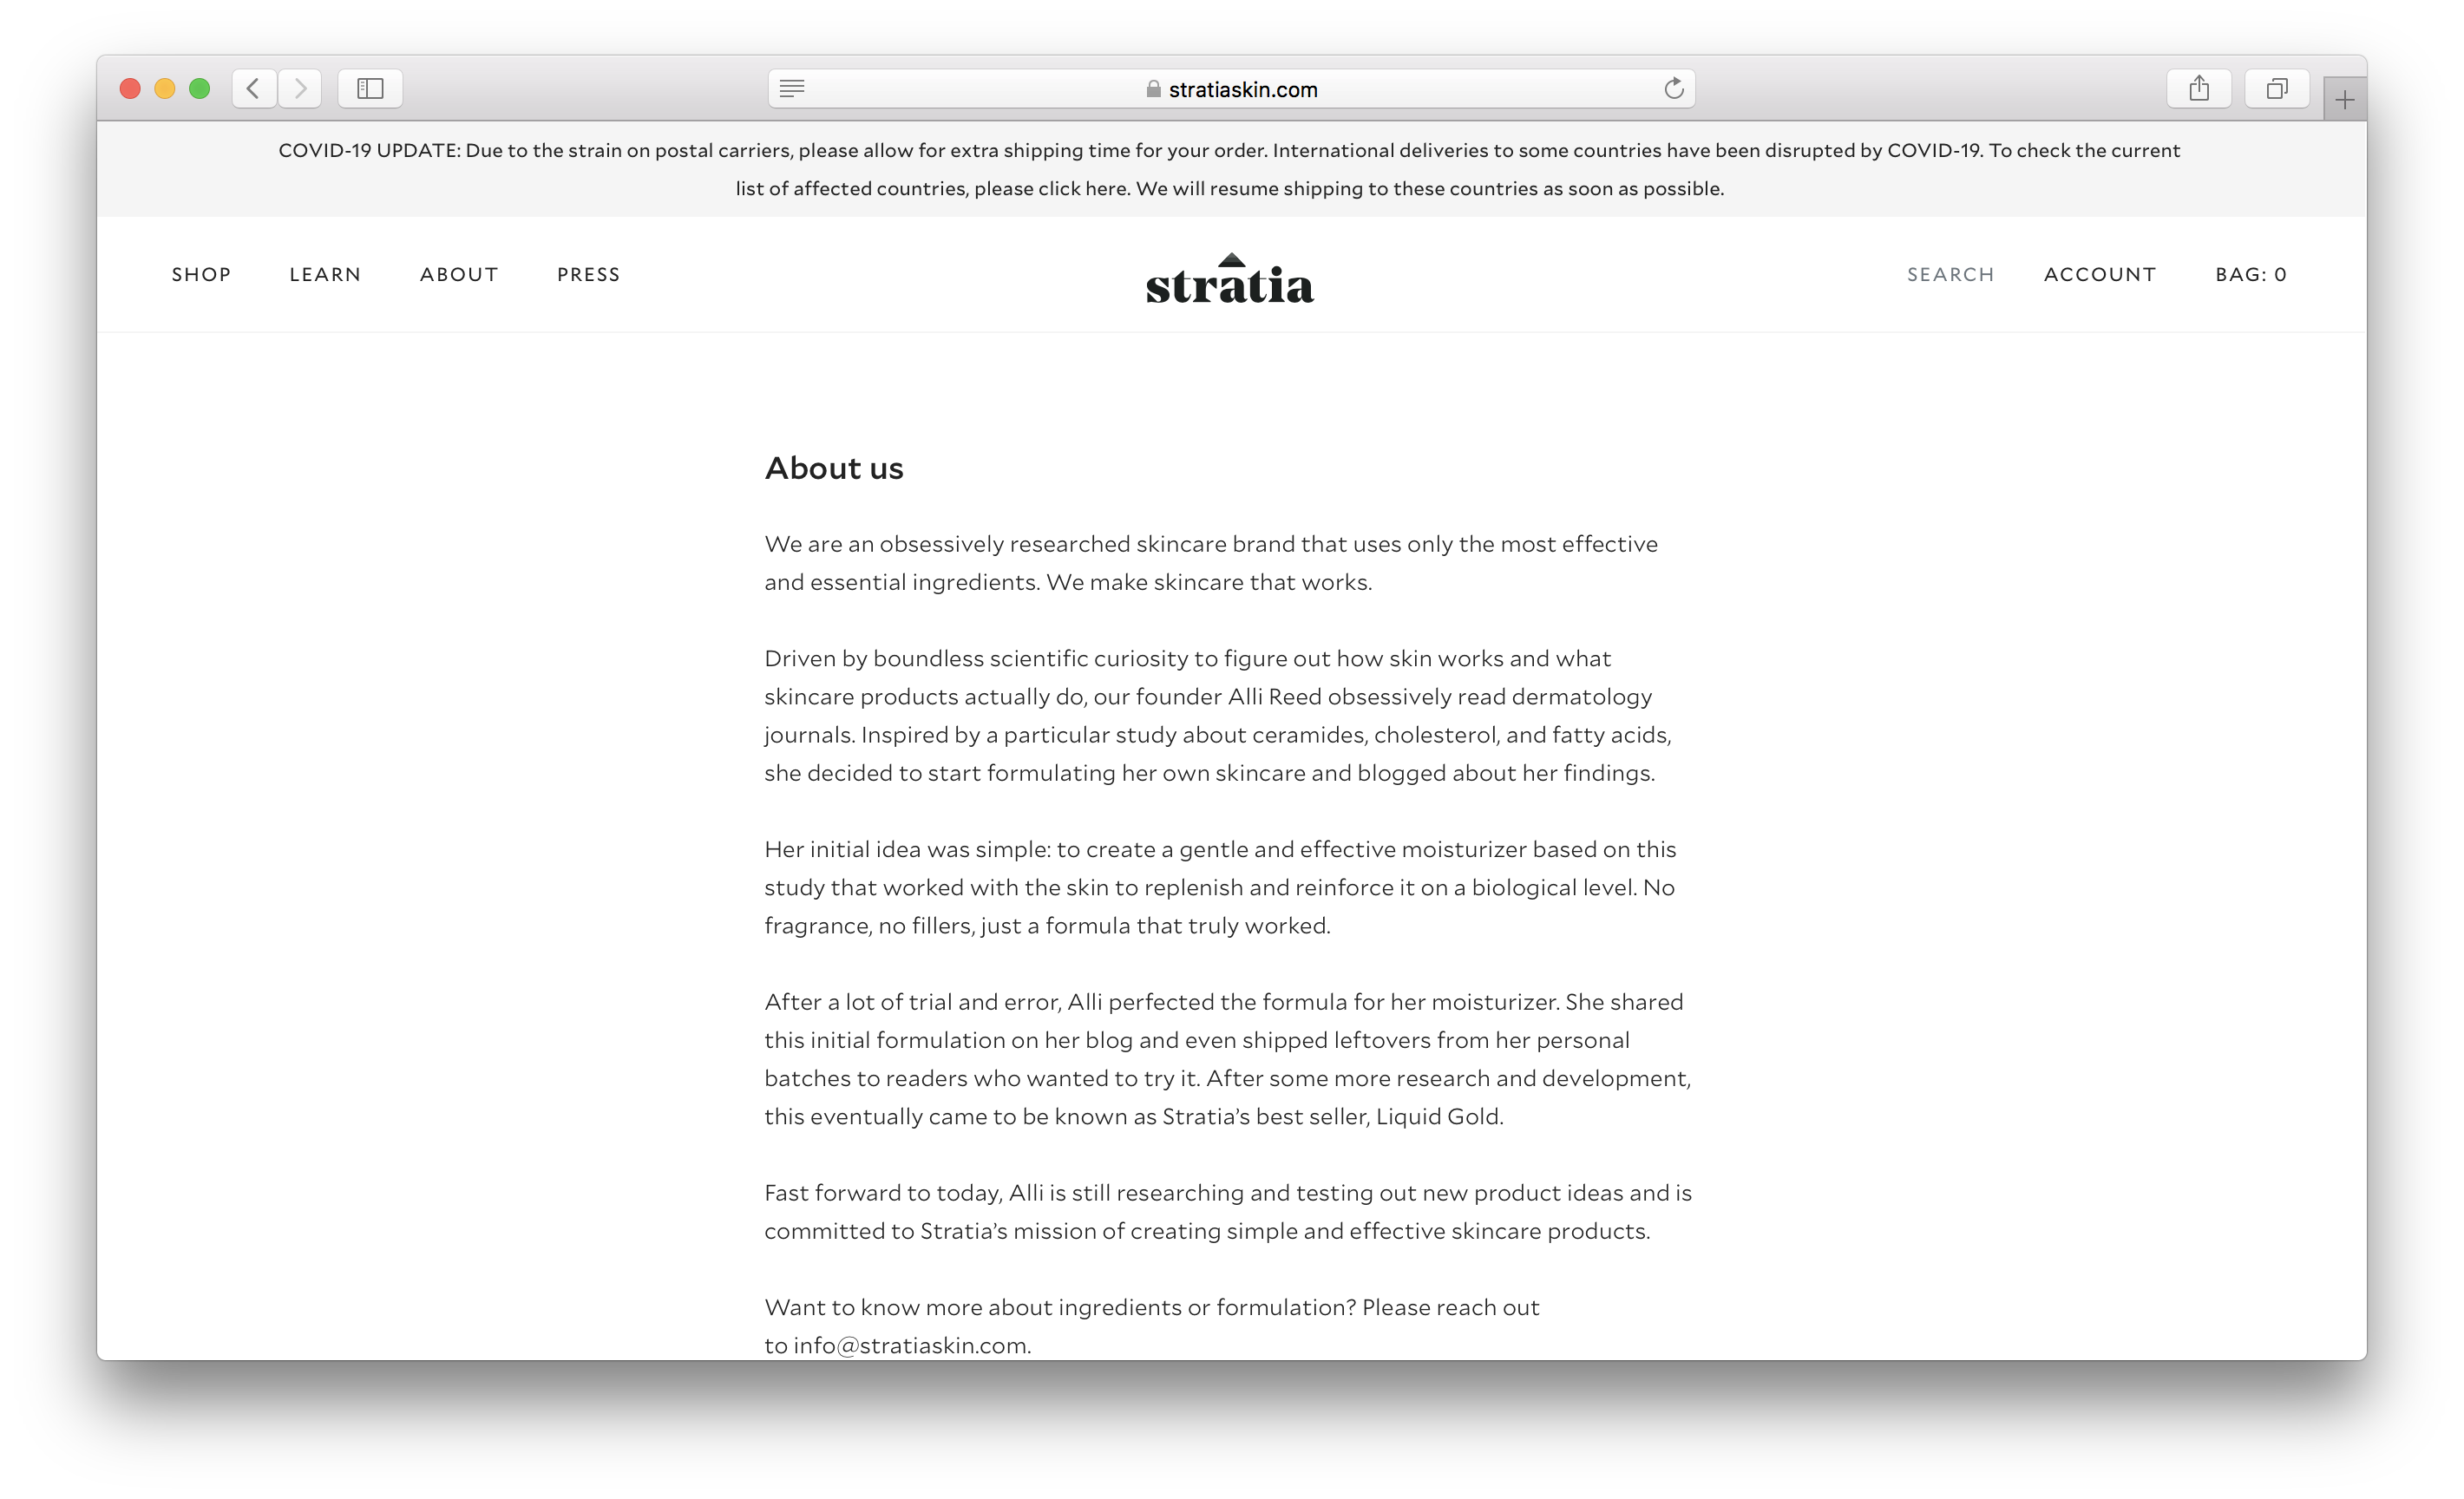 stratiaskin.com
COVID-19 UPDATE: Due to the strain on postal carriers, please allow for extra shipping time for your order. International deliveries to some countries have been disrupted by COVID-19. To check the current
list of affected countries, please click here. We will resume shipping to these countries as soon as possible.
SHOP LEARN ABOUT PRESS stratia SEARCH ACCOUNT BAG: 0
About us
We are an obsessively researched skincare brand that uses only the most effective
and essential ingredients. We make skincare that works.
Driven by boundless scientific curiosity to figure out how skin works and what
skincare products actually do, our founder Alli Reed obsessively read dermatology
journals. Inspired by a particular study about ceramides, cholesterol, and fatty acids,
she decided to start formulating her own skincare and blogged about her findings.
Her initial idea was simple: to create a gentle and effective moisturizer based on this
study that worked with the skin to replenish and reinforce it on a biological level. No
fragrance, no fillers, just a formula that truly worked.
After a lot of trial and error, Alli perfected the formula for her moisturizer. She shared
this initial formulation on her blog and even shipped leftovers from her personal
batches to readers who wanted to try it. After some more research and development,
this eventually came to be known as Stratia’s best seller, Liquid Gold.
Fast forward to today, Alli is still researching and testing out new product ideas and is
committed to Stratia’s mission of creating simple and effective skincare products.
Want to know more about ingredients or formulation? Please reach out
to info@stratiaskin.com.